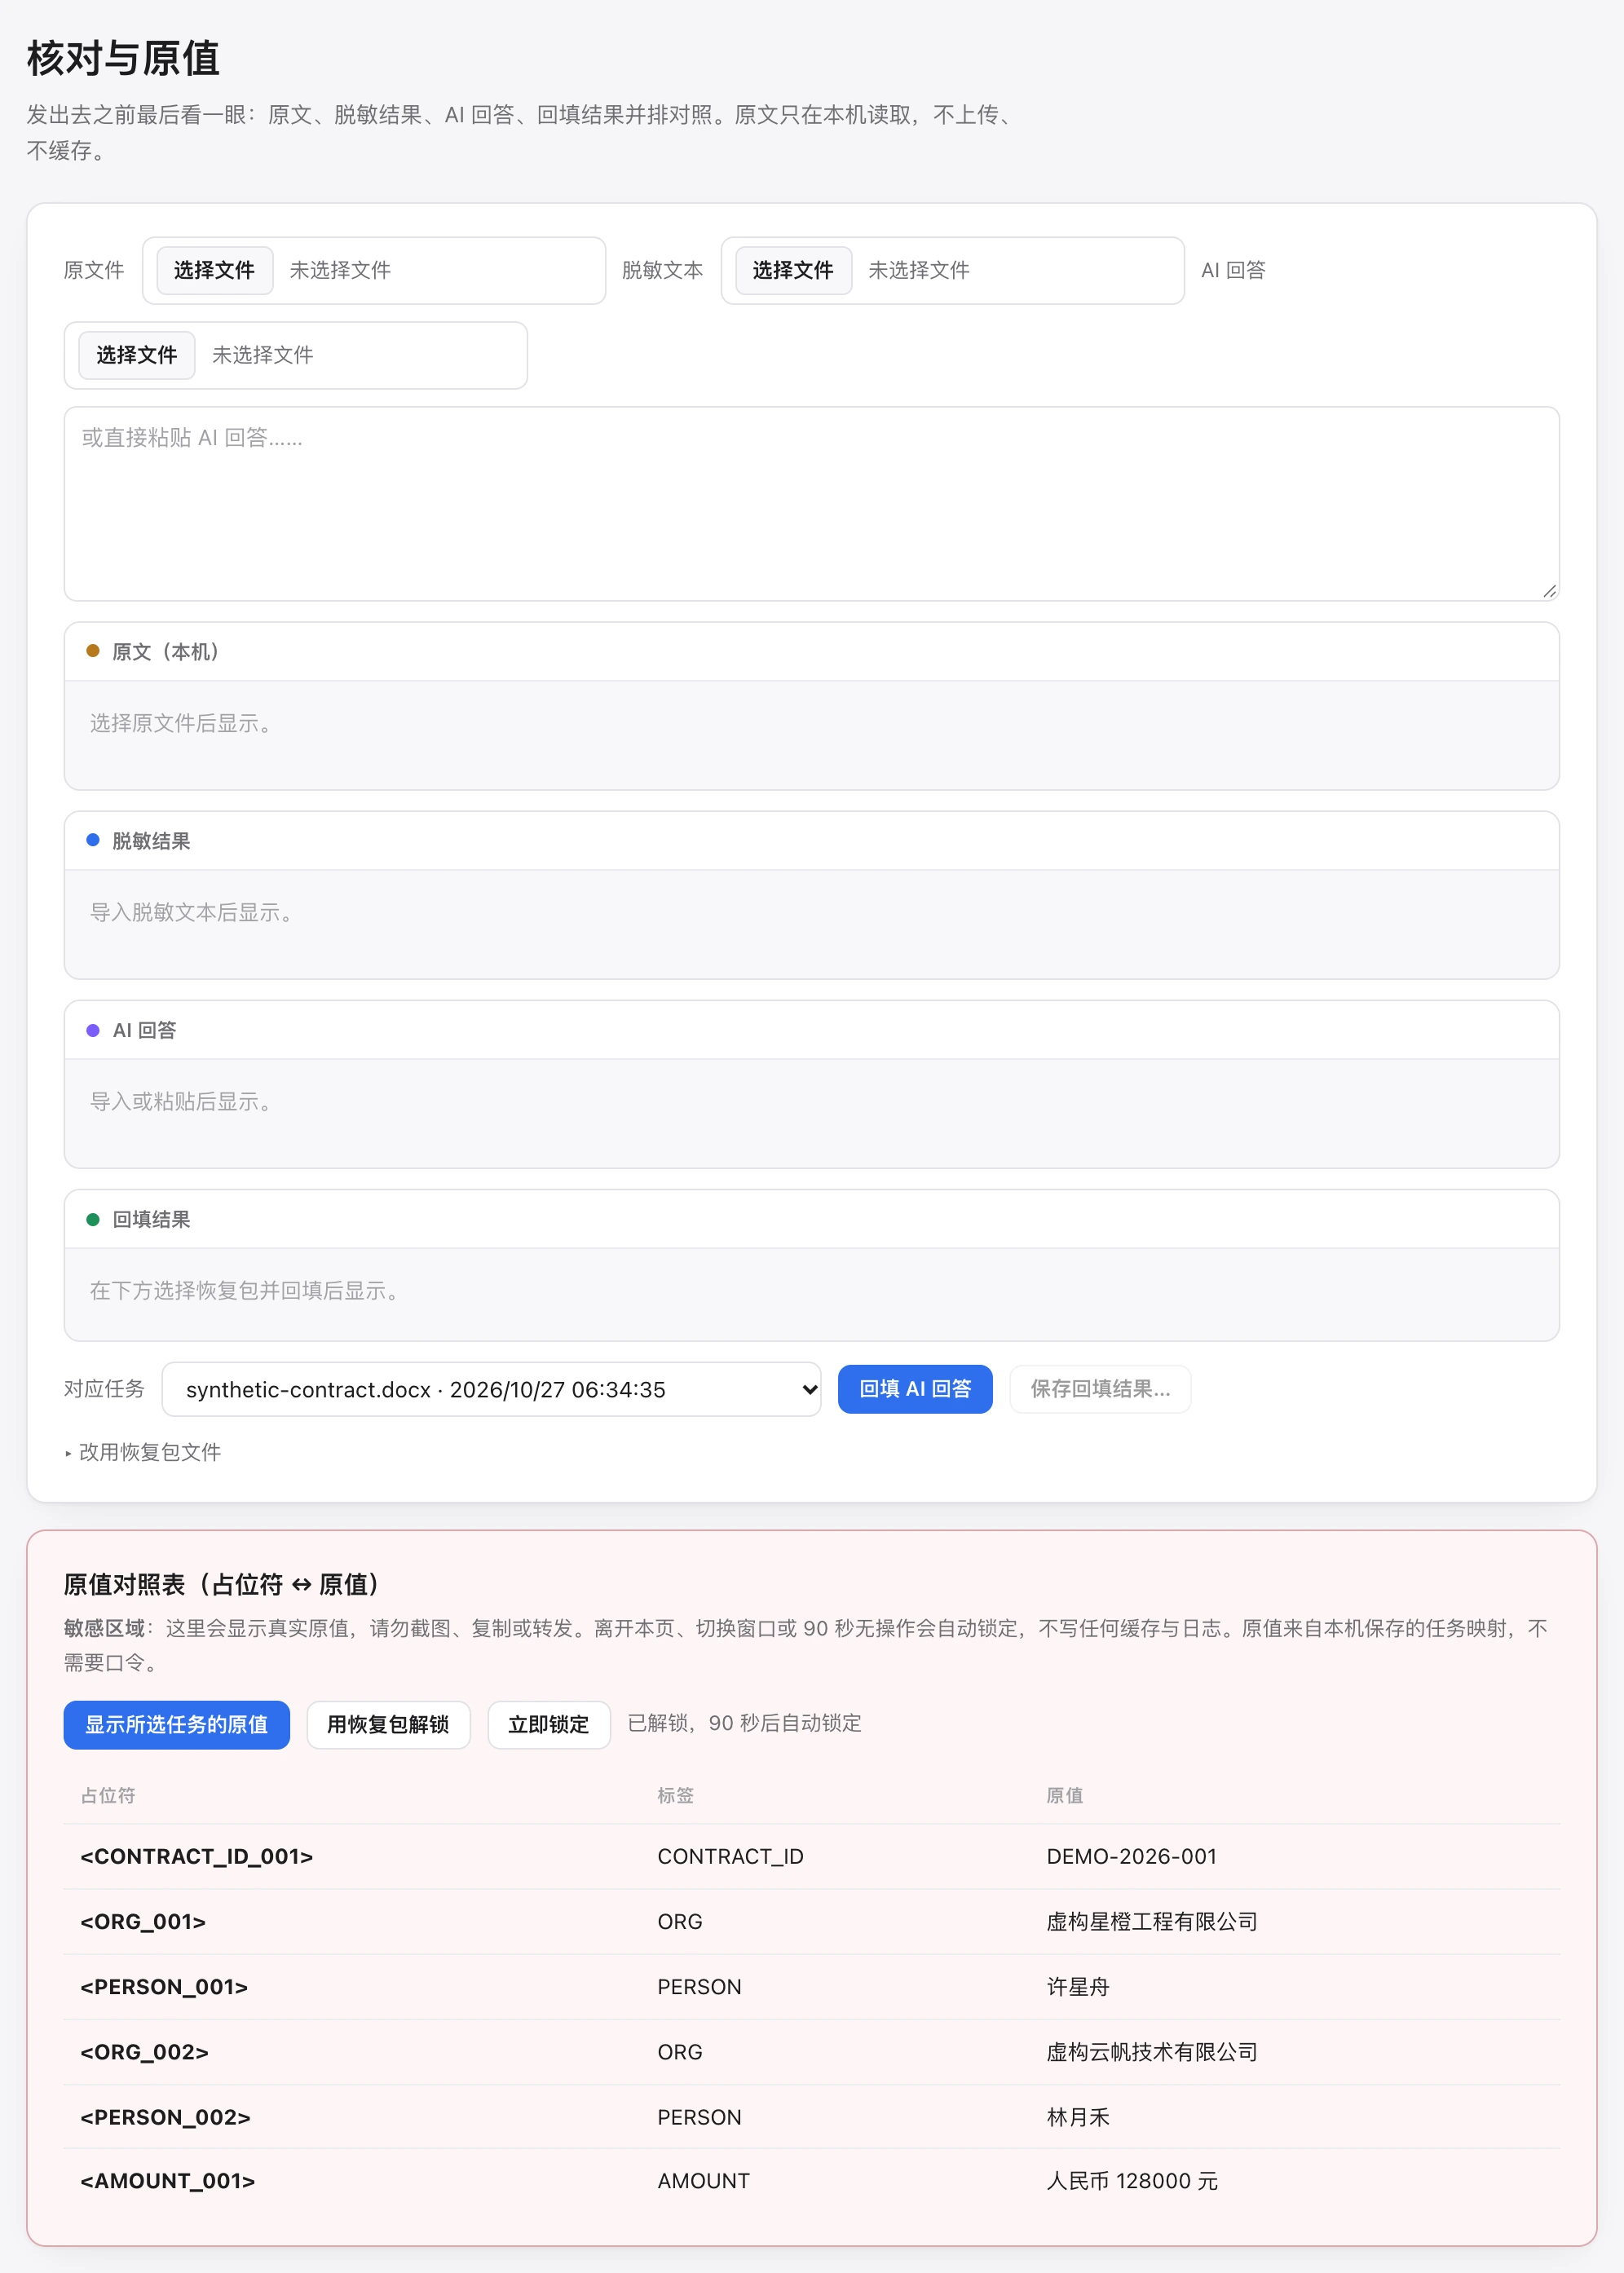 核对与原值
发出去之前最后看一眼：原文、脱敏结果、AI 回答、回填结果并排对照。原文只在本机读取，不上传、
不缓存。
原文件 选择文件 未选择文件 脱敏文本 选择文件 未选择文件 AI 回答
选择文件 未选择文件
或直接粘贴 AI 回答……
原文（本机）
选择原文件后显示。
脱敏结果
导入脱敏文本后显示。
AI 回答
导入或粘贴后显示。
回填结果
在下方选择恢复包并回填后显示。
对应任务 synthetic-contract.docx · 2026/10/27 06:34:35 回填 AI 回答 保存回填结果…
▸ 改用恢复包文件
原值对照表（占位符 ↔ 原值）
敏感区域：这里会显示真实原值，请勿截图、复制或转发。离开本页、切换窗口或 90 秒无操作会自动锁定，不写任何缓存与日志。原值来自本机保存的任务映射，不
需要口令。
显示所选任务的原值 用恢复包解锁 立即锁定 已解锁，90 秒后自动锁定
占位符 标签 原值
<CONTRACT_ID_001> CONTRACT_ID DEMO-2026-001
<ORG_001> ORG 虚构星橙工程有限公司
<PERSON_001> PERSON 许星舟
<ORG_002> ORG 虚构云帆技术有限公司
<PERSON_002> PERSON 林月禾
<AMOUNT_001> AMOUNT 人民币 128000 元